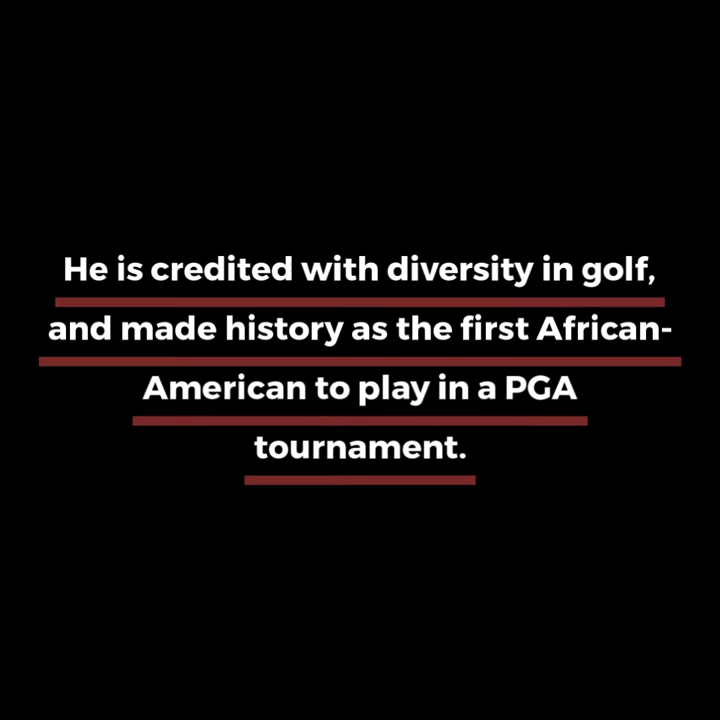 He is credited with diversity in golf,
and made history as the first African-
American to play in a PGA
tournament.